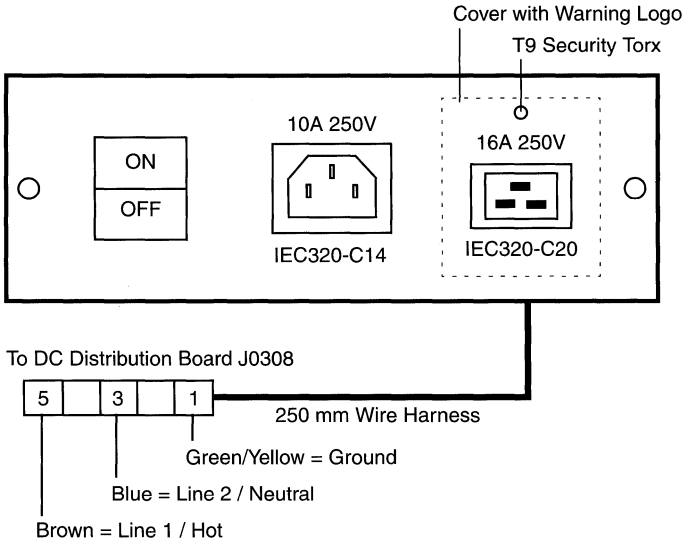 Cover with Warning Logo
T9 Security Torx
10A 250V
16A 250V
ON
OFF
IEC320-C14
IEC320-C20
To DC Distribution Board J0308
5 3 1
250 mm Wire Harness
Green/Yellow = Ground
Blue = Line 2 / Neutral
Brown = Line 1 / Hot